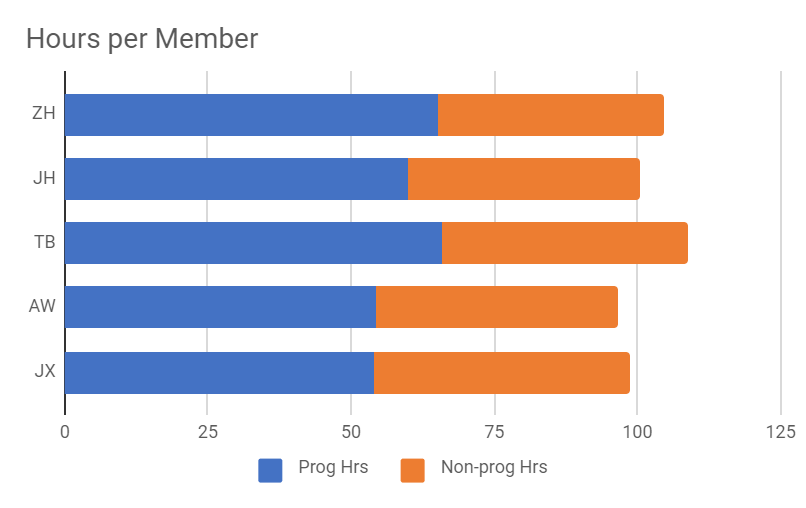 Hours per Member
ZH
JH
TB
AW
JX
0 25 50 75 100 125
Prog Hrs Non-prog Hrs